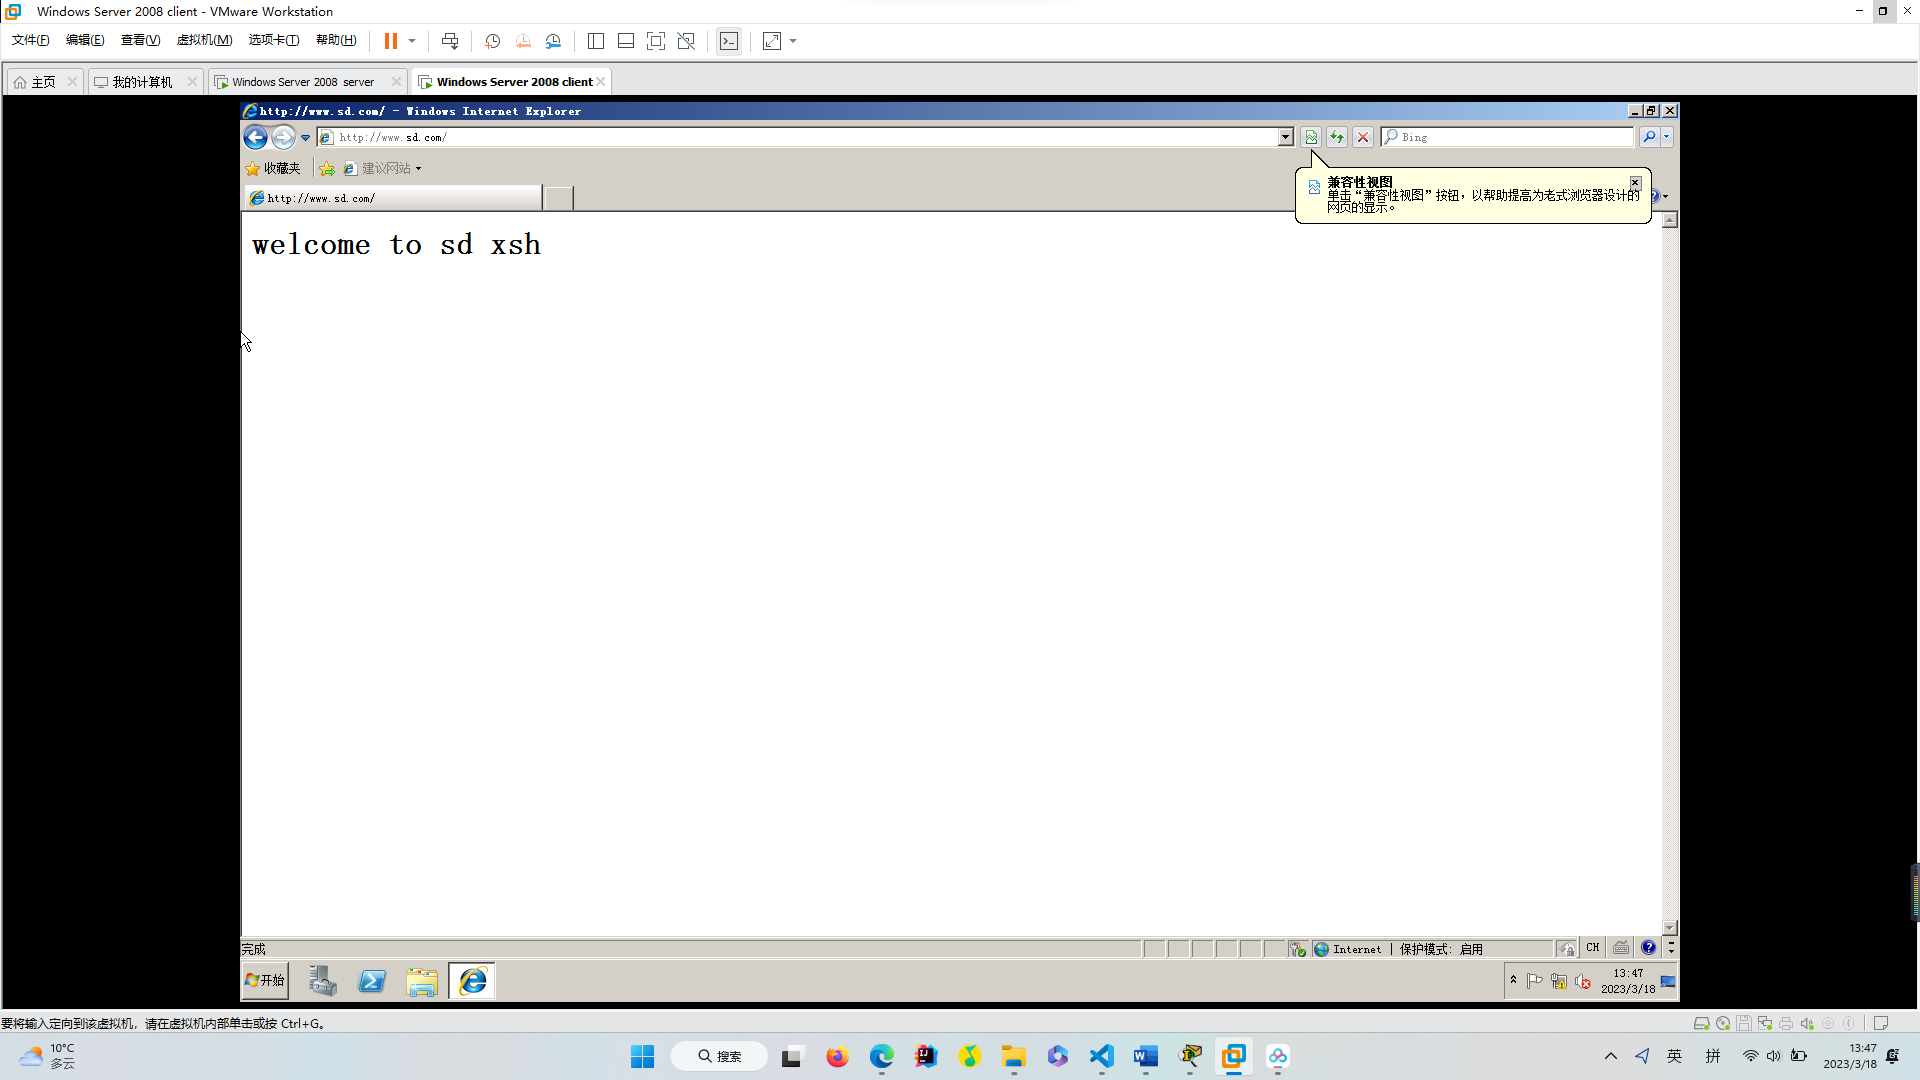 Windows Server 2008 client - VMware Workstation
文件(F) 编辑(E) 查看(V) 虚拟机(M) 选项卡(T) 帮助(H)
主页 我的计算机 Windows Server 2008 server Windows Server 2008 client
http://www.sd.com/ - Windows Internet Explorer
http://www.sd.com/ Bing
收藏夹 建议网站
兼容性视图
单击“兼容性视图”按钮，以帮助提高为老式浏览器设计的
网页的显示。
http://www.sd.com/
welcome to sd xsh
完成 Internet | 保护模式: 启用 CH
开始 13:47
2023/3/18
要将输入定向到该虚拟机，请在虚拟机内部单击或按 Ctrl+G。
10°C
多云
搜索
英 拼 13:47
2023/3/18